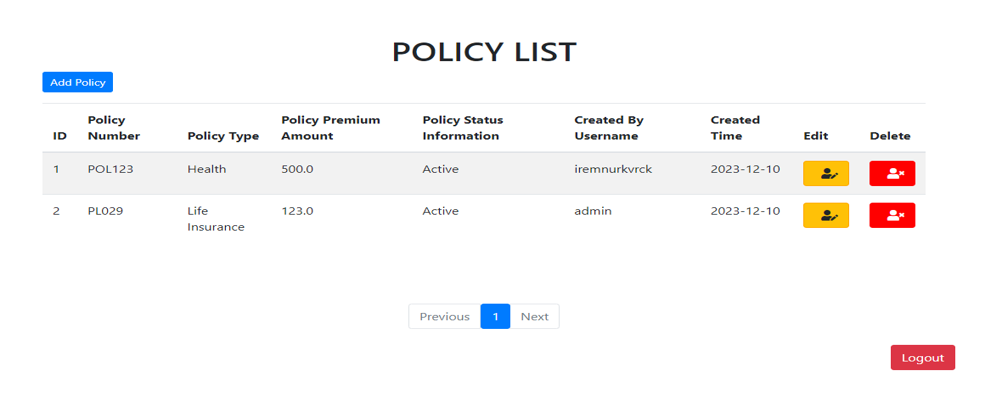 POLICY LIST
Add Policy
ID Policy Number Policy Type Policy Premium Amount Policy Status Information Created By Username Created Time Edit Delete
1 POL123 Health 500.0 Active iremnurkvrck 2023-12-10
2 PL029 Life Insurance 123.0 Active admin 2023-12-10
Previous 1 Next
Logout